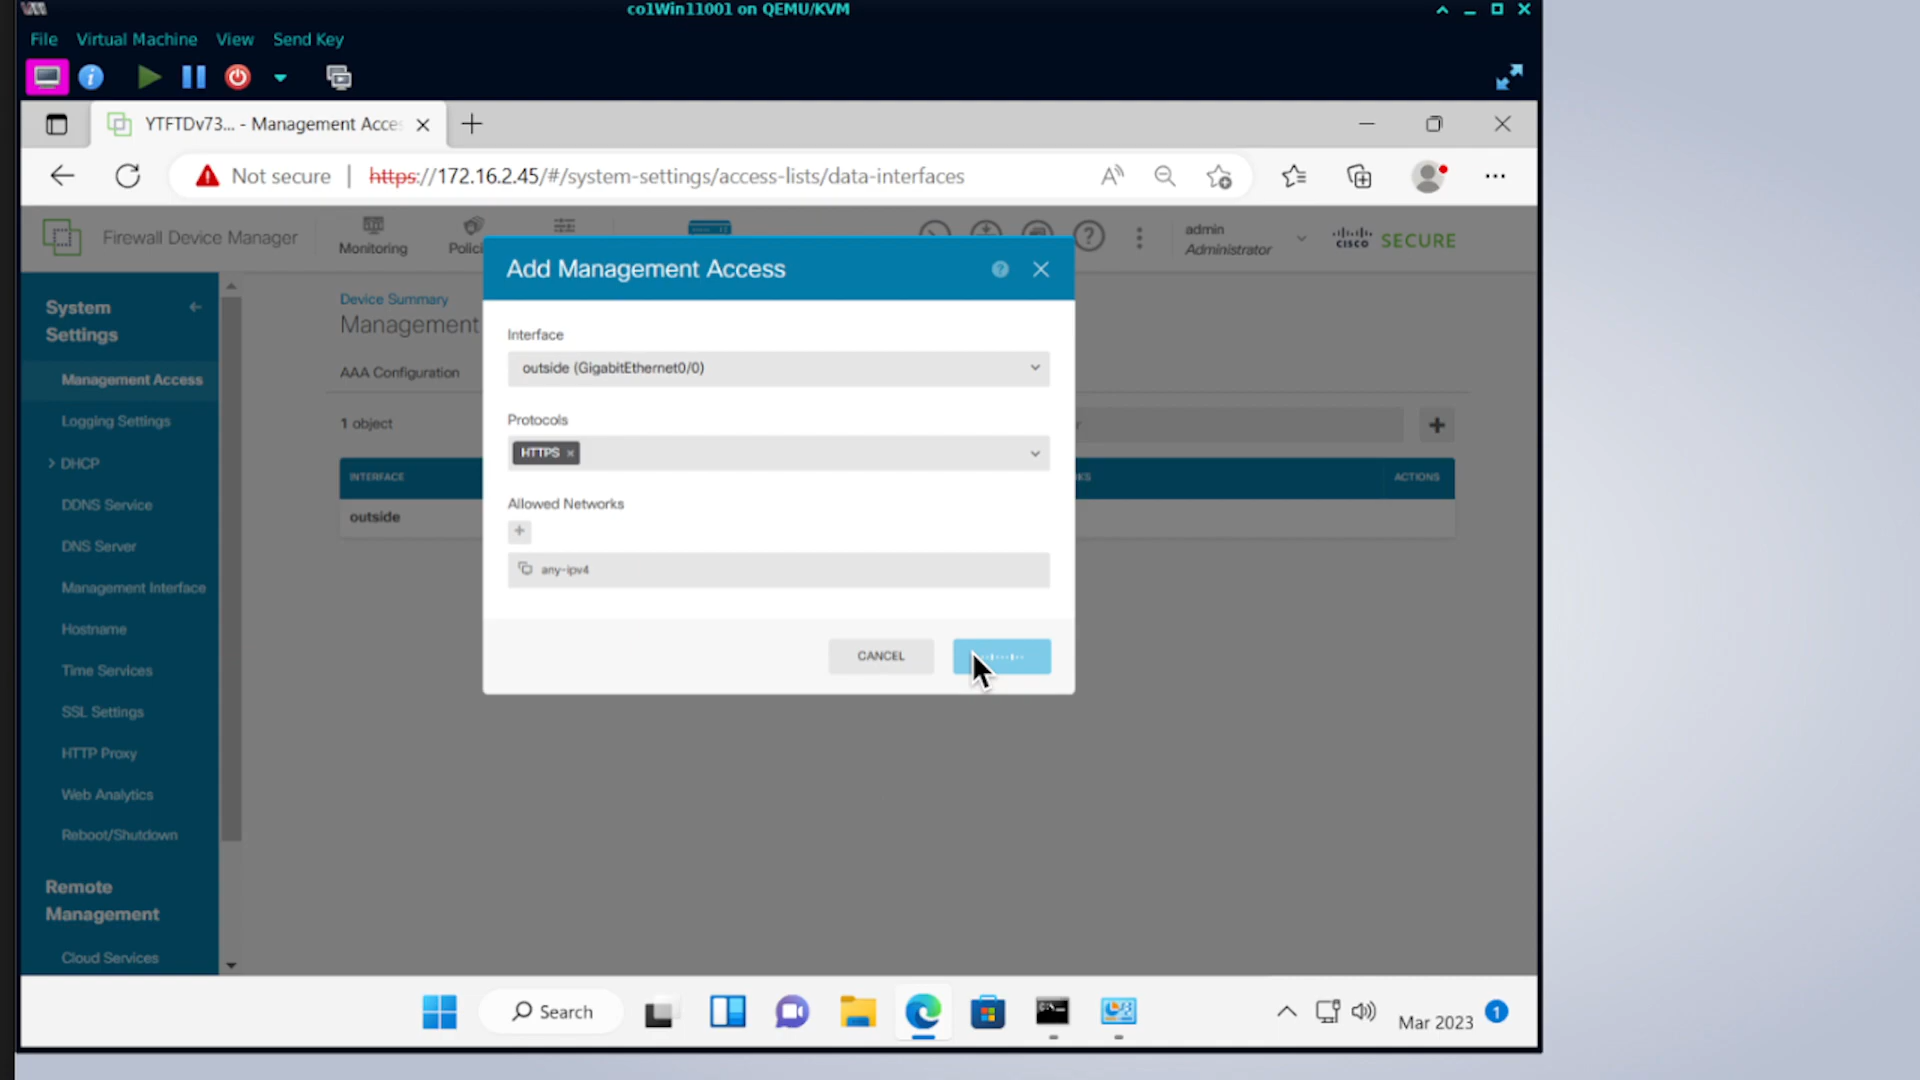 co1Win11001 on QEMU/KVM
File Virtual Machine View Send Key
YTFTDv73... - Management Acce
Not secure https://172.16.2.45/#/system-settings/access-lists/data-interfaces
Firewall Device Manager
Monitoring
Polici
admin
Administrator
CISCO SECURE
System
Settings
Management Access
Logging Settings
DHCP
DDNS Service
DNS Server
Management Interface
Hostname
Time Services
SSL Settings
HTTP Proxy
Web Analytics
Reboot/Shutdown
Remote
Management
Cloud Services
Device Summary
Management
AAA Configuration
1 object
INTERFACE
ACTIONS
outside
Add Management Access
Interface
outside (GigabitEthernet0/0)
Protocols
HTTPS
Allowed Networks
any-ipv4
CANCEL
Search
Mar 2023
1